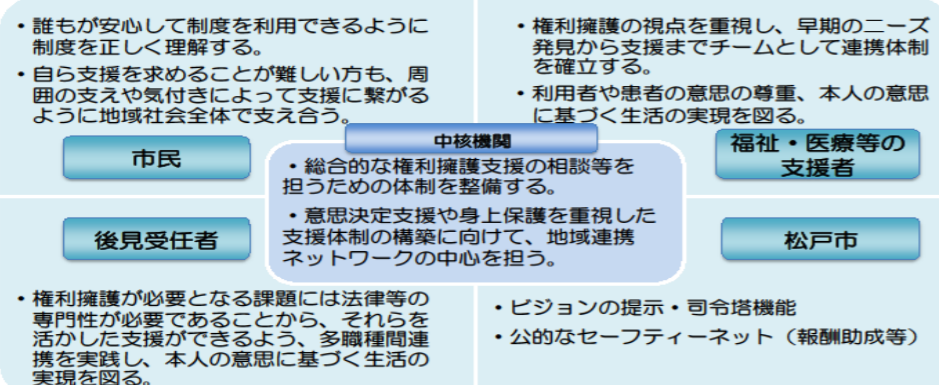 ・誰もが安心して制度を利用できるように
制度を正しく理解する。
・自ら支援を求めることが難しい方も、周
囲の支えや気付きによって支援に繋がる
ように地域社会全体で支え合う。
市民
・権利擁護の視点を重視し、早期のニーズ
発見から支援までチームとして連携体制
を確立する。
・利用者や患者の意思の尊重、本人の意思
に基づく生活の実現を図る。
福祉・医療等の
支援者
中核機関
・総合的な権利擁護支援の相談等を
担うための体制を整備する。
・意思決定支援や身上保護を重視した
支援体制の構築に向けて、地域連携
ネットワークの中心を担う。
後見受任者
・権利擁護が必要となる課題には法律等の
専門性が必要であることから、それらを
活かした支援ができるよう、多職種間連
携を実践し、本人の意思に基づく生活の
実現を図る。
松戸市
・ビジョンの提示・司令塔機能
・公的なセーフティーネット（報酬助成等）